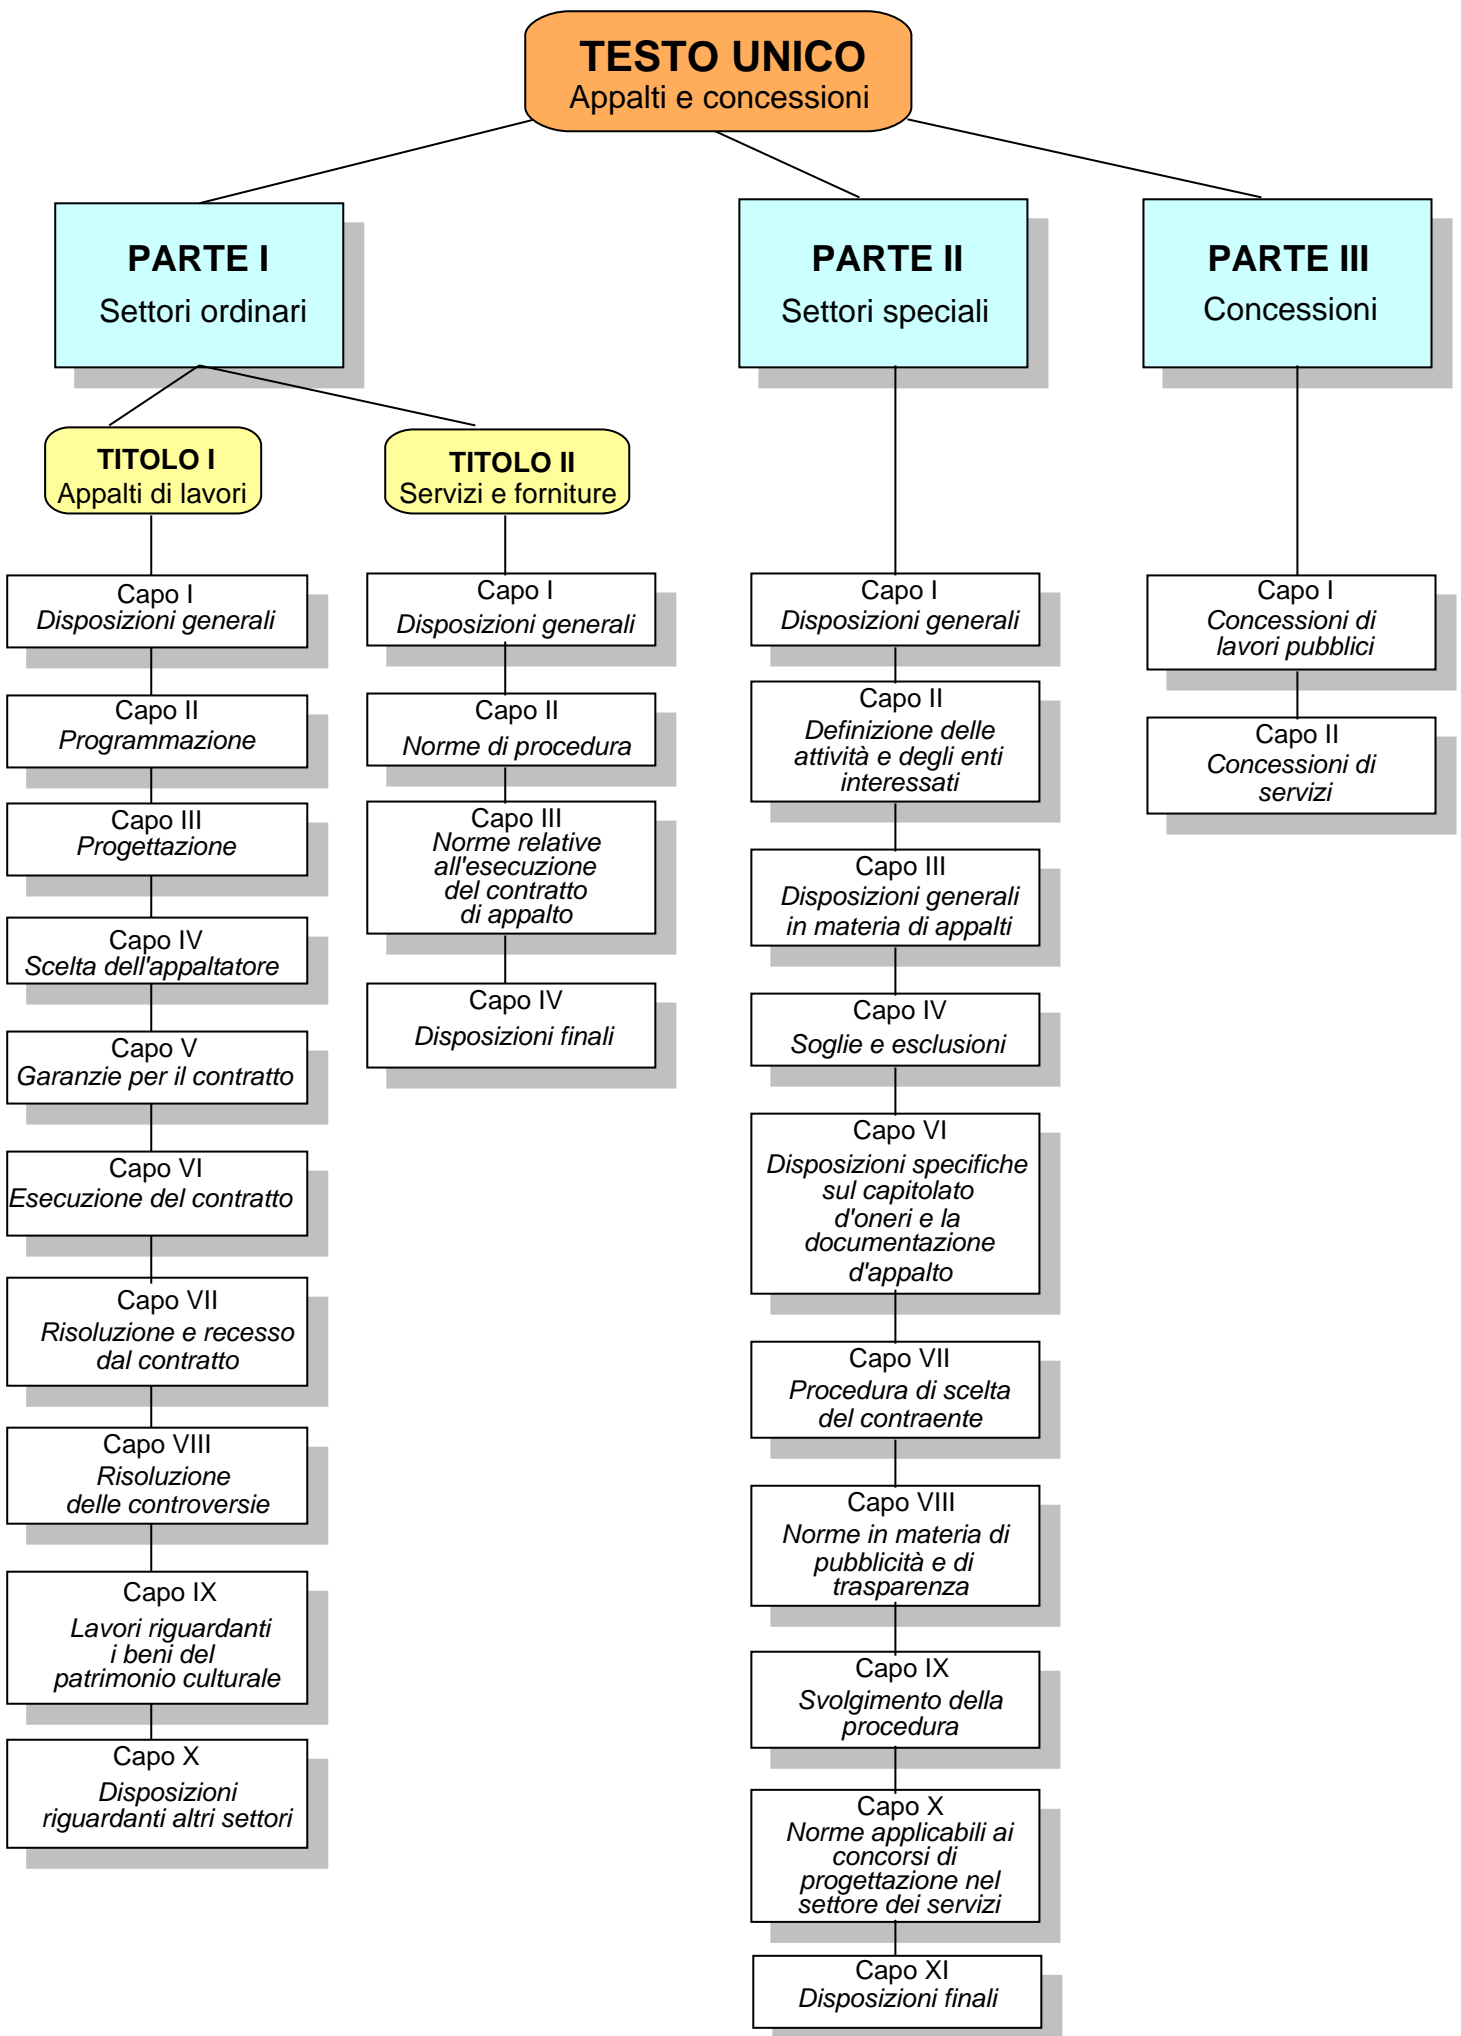 TESTO UNICO
Appalti e concessioni
PARTE I
Settori ordinari
PARTE II
Settori speciali
PARTE III
Concessioni
TITOLO I
Appalti di lavori
TITOLO II
Servizi e forniture
Capo I
Disposizioni generali
Capo II
Programmazione
Capo III
Progettazione
Capo IV
Scelta dell'appaltatore
Capo V
Garanzie per il contratto
Capo VI
Esecuzione del contratto
Capo VII
Risoluzione e recesso
dal contratto
Capo VIII
Risoluzione
delle controversie
Capo IX
Lavori riguardanti
i beni del
patrimonio culturale
Capo X
Disposizioni
riguardanti altri settori
Capo I
Disposizioni generali
Capo II
Norme di procedura
Capo III
Norme relative
all'esecuzione
del contratto
di appalto
Capo IV
Disposizioni finali
Capo I
Disposizioni generali
Capo II
Definizione delle
attività e degli enti
interessati
Capo III
Disposizioni generali
in materia di appalti
Capo IV
Soglie e esclusioni
Capo VI
Disposizioni specifiche
sul capitolato
d'oneri e la
documentazione
d'appalto
Capo VII
Procedura di scelta
del contraente
Capo VIII
Norme in materia di
pubblicità e di
trasparenza
Capo IX
Svolgimento della
procedura
Capo X
Norme applicabili ai
concorsi di
progettazione nel
settore dei servizi
Capo XI
Disposizioni finali
Capo I
Concessioni di
lavori pubblici
Capo II
Concessioni di
servizi